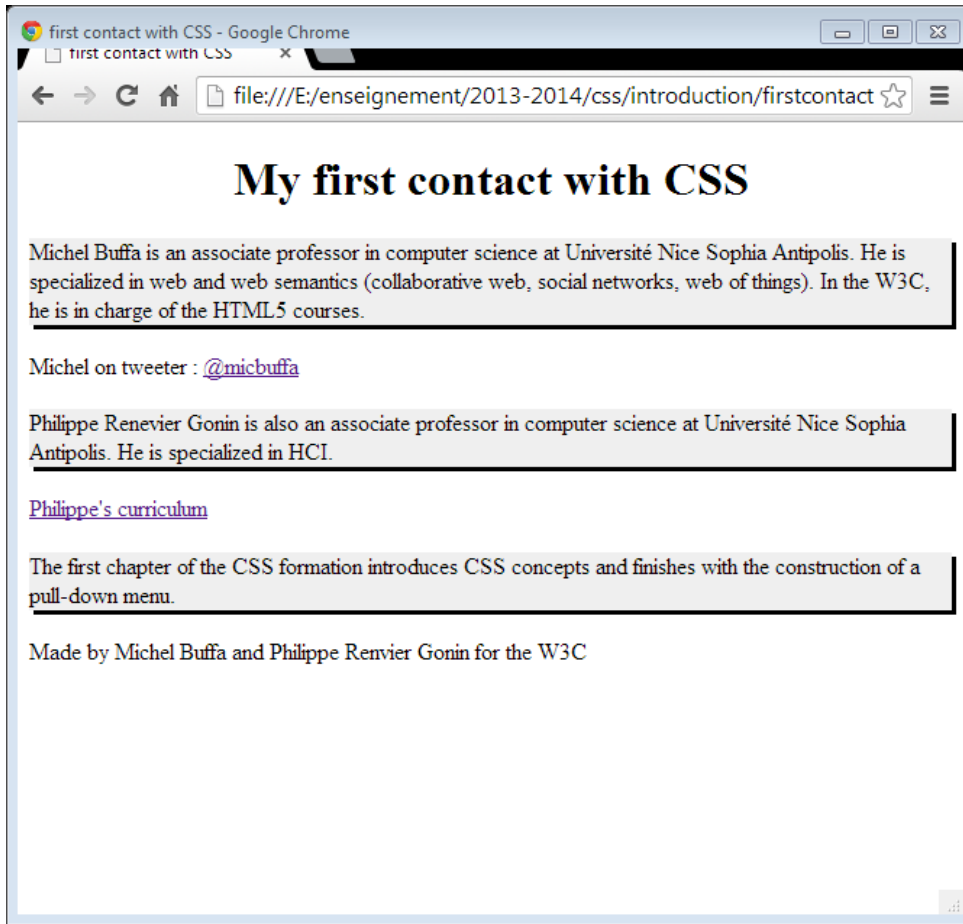 first contact with CSS - Google Chrome
first contact with CSS
file:///E:/enseignement/2013-2014/css/introduction/firstcontact
My first contact with CSS
Michel Buffa is an associate professor in computer science at Université Nice Sophia Antipolis. He is
specialized in web and web semantics (collaborative web, social networks, web of things). In the W3C,
he is in charge of the HTML5 courses.
Michel on tweeter : @micbuffa
Philippe Renevier Gonin is also an associate professor in computer science at Université Nice Sophia
Antipolis. He is specialized in HCI.
Philippe's curriculum
The first chapter of the CSS formation introduces CSS concepts and finishes with the construction of a
pull-down menu.
Made by Michel Buffa and Philippe Renvier Gonin for the W3C